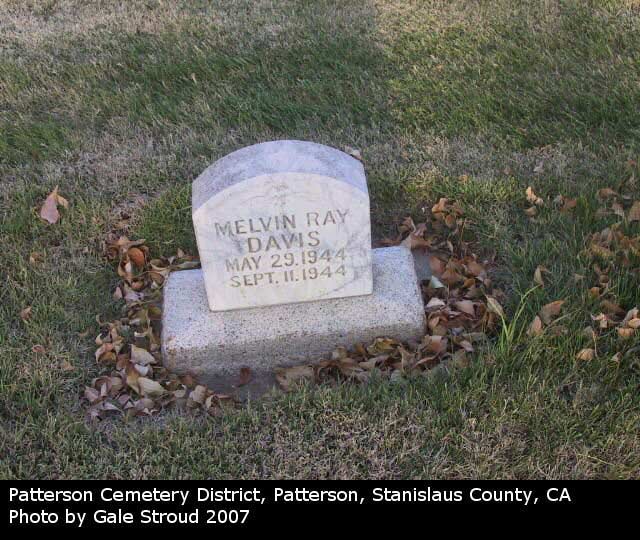 MELVIN RAY
DAVIS
MAY 29.1944
SEPT. 11.1944
Patterson Cemetery District, Patterson, Stanislaus County, CA
Photo by Gale Stroud 2007